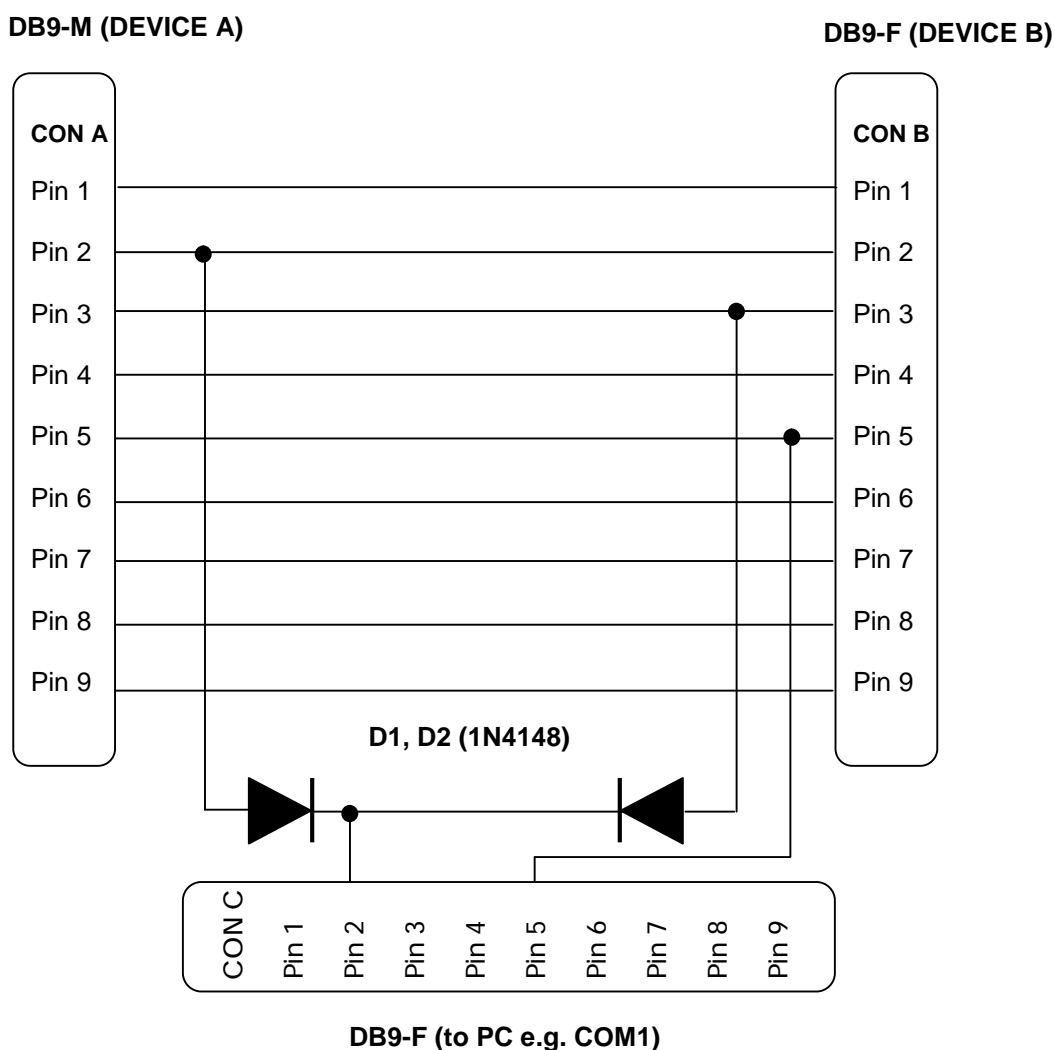 DB9-M (DEVICE A)
DB9-F (DEVICE B)
CON A
Pin 1
Pin 2
Pin 3
Pin 4
Pin 5
Pin 6
Pin 7
Pin 8
Pin 9
CON B
Pin 1
Pin 2
Pin 3
Pin 4
Pin 5
Pin 6
Pin 7
Pin 8
Pin 9
D1, D2 (1N4148)
CON C
Pin 1
Pin 2
Pin 3
Pin 4
Pin 5
Pin 6
Pin 7
Pin 8
Pin 9
DB9-F (to PC e.g. COM1)